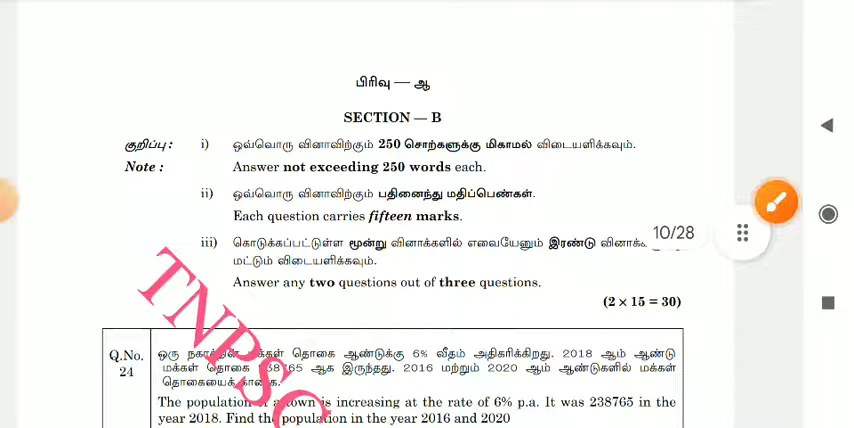 பிரிவு — ஆ
SECTION — B
குறிப்பு : i) ஒவ்வொரு வினாவிற்கும் 250 சொற்களுக்கு மிகாமல் விடையளிக்கவும்.
Note : Answer not exceeding 250 words each.
ii) ஒவ்வொரு வினாவிற்கும் பதினைந்து மதிப்பெண்கள்.
Each question carries fifteen marks.
iii) கொடுக்கப்பட்டுள்ள மூன்று வினாக்களில் எவையேனும் இரண்டு
10/28
மட்டும் விடையளிக்கவும்.
Answer any two questions out of three questions.
(2 × 15 = 30)
TNPSC
Q.No. 24
ஒரு மக்கள் தொகை ஆண்டுக்கு 6% வீதம் அதிகரிக்கிறது. 2018 ஆம் ஆண்டு
மக்கள் தொகை ஆக இருந்தது. 2016 மற்றும் 2020 ஆம் ஆண்டுகளில் மக்கள்
தொகையைக்
The population town is increasing at the rate of 6% p.a. It was 238765 in the
year 2018. Find the population in the year 2016 and 2020